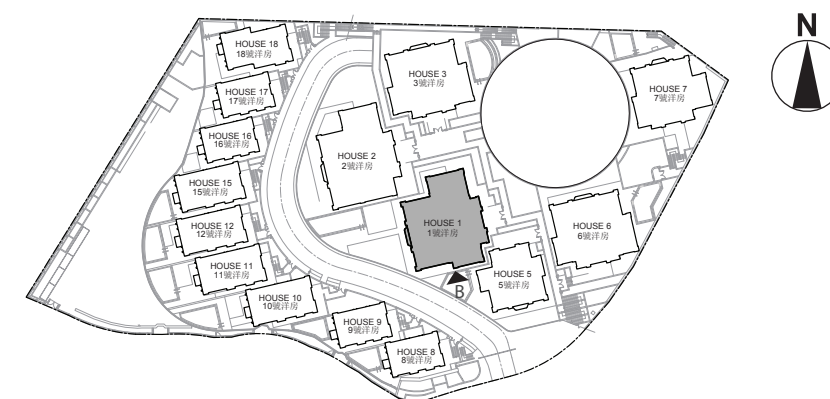 N
HOUSE 18
18號洋房
HOUSE 17
17號洋房
HOUSE 16
16號洋房
HOUSE 15
15號洋房
HOUSE 12
12號洋房
HOUSE 11
11號洋房
HOUSE 10
10號洋房
HOUSE 9
9號洋房
HOUSE 8
8號洋房
HOUSE 3
3號洋房
HOUSE 2
2號洋房
HOUSE 1
1號洋房
B
HOUSE 5
5號洋房
HOUSE 6
6號洋房
HOUSE 7
7號洋房